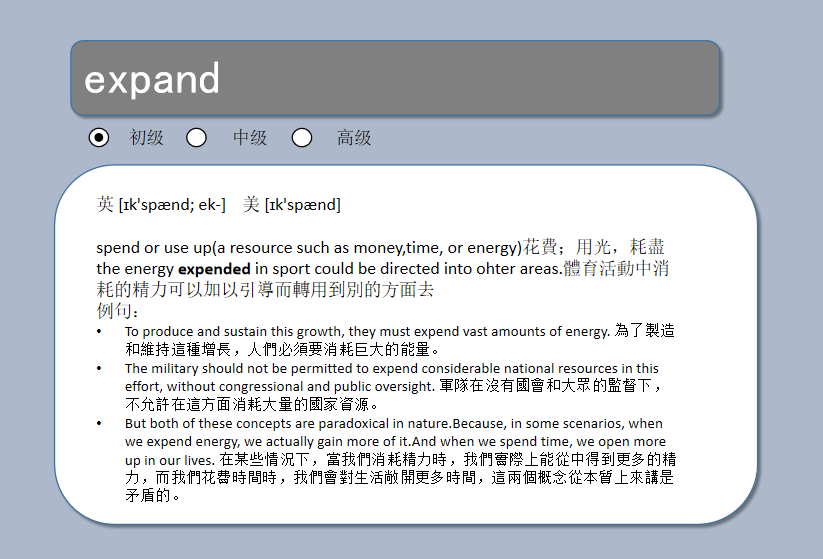 expand
初级 中级 高级
英 [ɪk'spænd; ek-] 美 [ɪk'spænd]
spend or use up(a resource such as money,time, or energy)花費；用光，耗盡
the energy expended in sport could be directed into ohter areas.體育活動中消
耗的精力可以加以引導而轉用到別的方面去
例句：
• To produce and sustain this growth, they must expend vast amounts of energy. 為了製造
和維持這種增長，人們必須要消耗巨大的能量。
• The military should not be permitted to expend considerable national resources in this
effort, without congressional and public oversight. 軍隊在沒有國會和大眾的監督下，
不允許在這方面消耗大量的國家資源。
• But both of these concepts are paradoxical in nature.Because, in some scenarios, when
we expend energy, we actually gain more of it.And when we spend time, we open more
up in our lives. 在某些情況下，當我們消耗精力時，我們實際上能從中得到更多的精
力，而我們花費時間時，我們會對生活敞開更多時間，這兩個概念從本質上來講是
矛盾的。